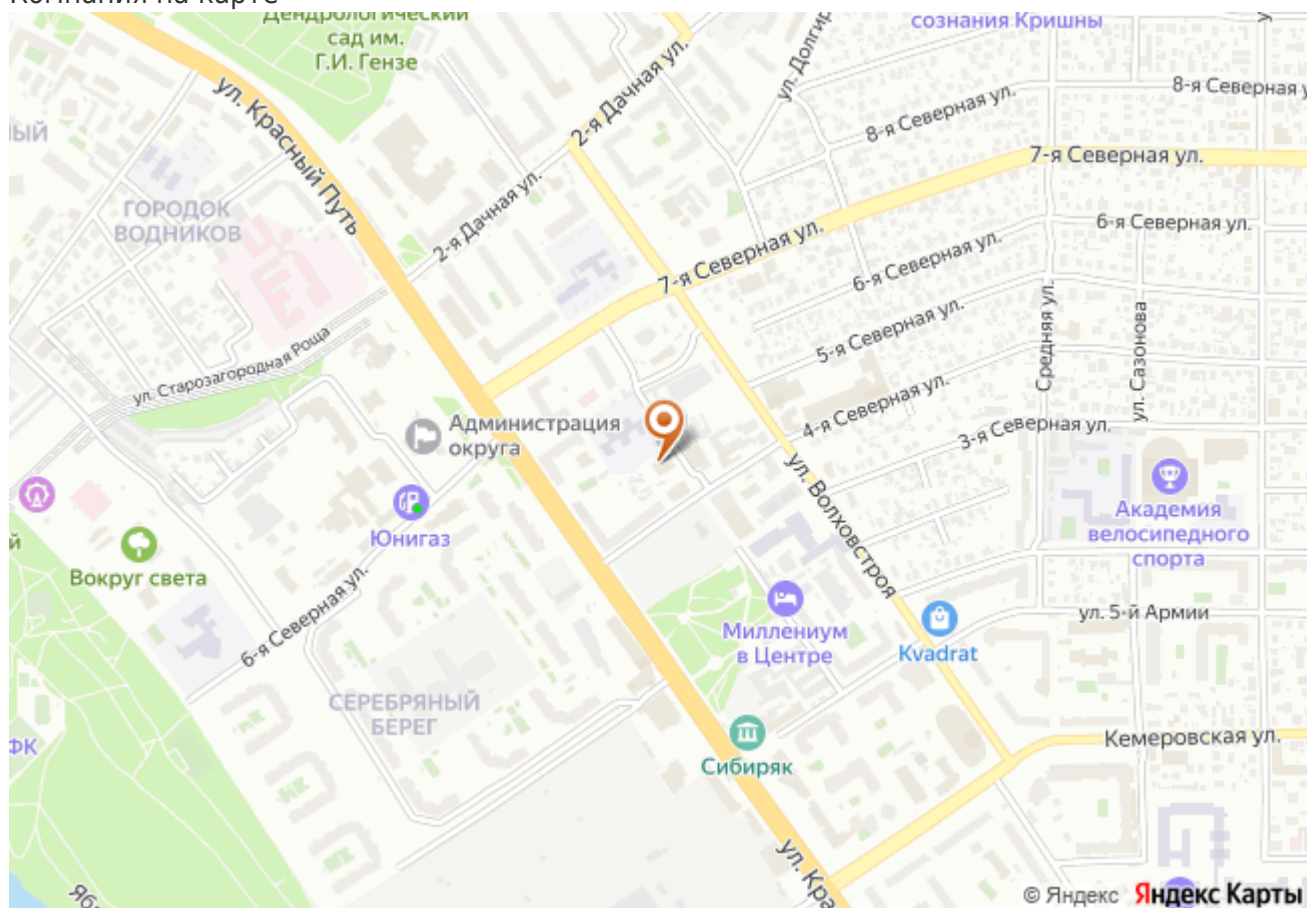 Компания на карте
Дендрологический
сад им.
Г.И. Гензе
сознания Кришны
ул. Красный Путь
2-я Дачная ул.
8-я Северная ул.
8-я Северная
7-я Северная ул.
ГОРОДОК
ВОДНИКОВ
2-я Дачная ул.
7-я Северная ул.
6-я Северная ул.
6-я Северная ул.
5-я Северная ул.
ул. Старозагородная Роща
Средняя ул.
ул. Сазонова
4-я Северная ул.
3-я Северная ул.
Администрация
округа
ул. Волховстроя
Академия
велосипедного
спорта
Юнигаз
Вокруг света
6-я Северная ул.
ул. 5-й Армии
Миллениум
в Центре
Kvadrat
СЕРЕБРЯНЫЙ
БЕРЕГ
ФК
Сибиряк
Кемеровская ул.
ул. Кра
© Яндекс Яндекс Карты